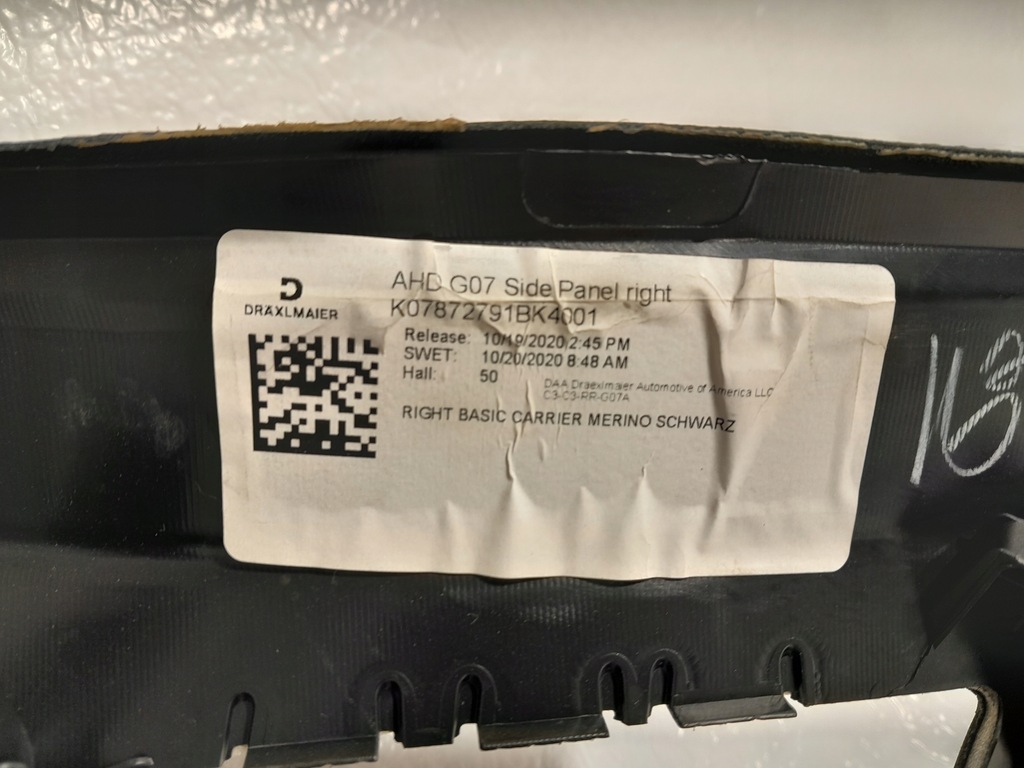 DRÄXLMAIER
AHD G07 Side Panel right
K07872791BK4001
Release: 10/19/2020 2:45 PM
SWET: 10/20/2020 8:48 AM
Hall: 50
DAA Draexlmaier Automotive of America LLC
C3-C3-RR-G07A
RIGHT BASIC CARRIER MERINO SCHWARZ